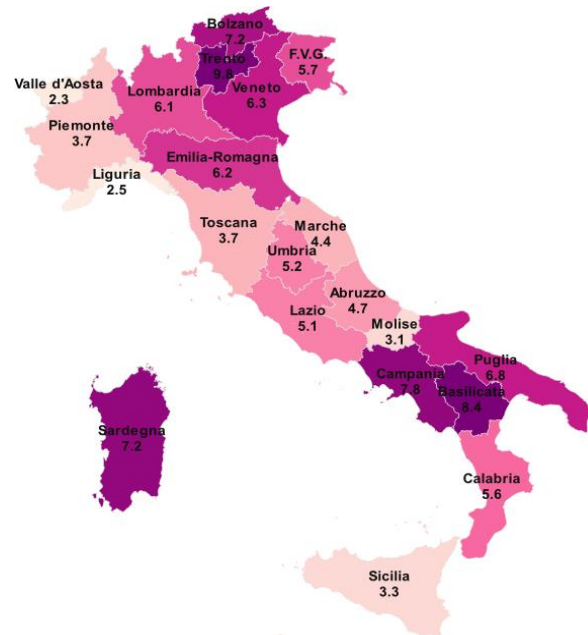 Bolzano
7.2
Trento
9.8
F.V.G.
5.7
Valle d'Aosta
2.3
Lombardia
6.1
Veneto
6.3
Piemonte
3.7
Emilia-Romagna
6.2
Liguria
2.5
Toscana
3.7
Marche
4.4
Umbria
5.2
Abruzzo
4.7
Lazio
5.1
Molise
3.1
Puglia
6.8
Campania
7.8
Basilicata
8.4
Sardegna
7.2
Calabria
5.6
Sicilia
3.3